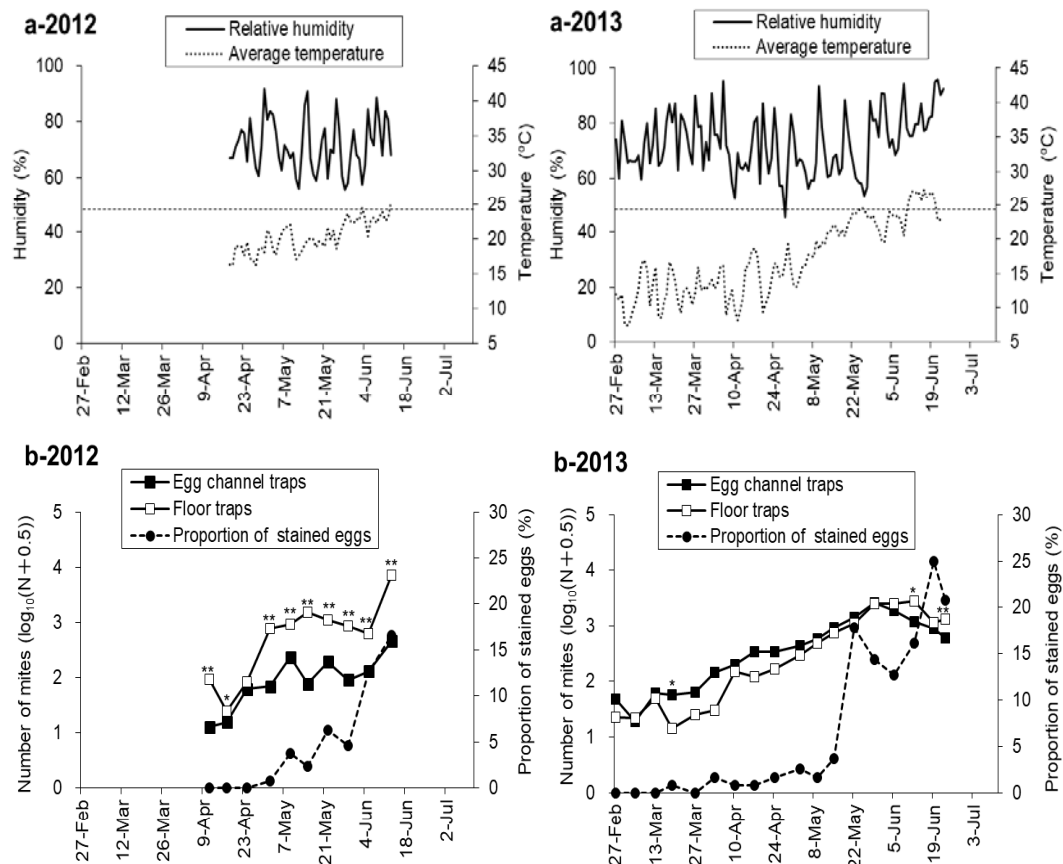 a-2012
Relative humidity
Average temperature
Humidity (%)
100
80
60
40
20
0
45
40
35
30
25
20
15
10
5
Temperature (°C)
27-Feb
12-Mar
26-Mar
9-Apr
23-Apr
7-May
21-May
4-Jun
18-Jun
2-Jul
a-2013
Relative humidity
Average temperature
Humidity (%)
100
80
60
40
20
0
45
40
35
30
25
20
15
10
5
Temperature (°C)
27-Feb
13-Mar
27-Mar
10-Apr
24-Apr
8-May
22-May
5-Jun
19-Jun
3-Jul
b-2012
Egg channel traps
Floor traps
Proportion of stained eggs
Number of mites (log10(N+0.5))
5
4
3
2
1
0
** * ** ** ** ** ** ** **
30
25
20
15
10
5
0
Proportion of stained eggs (%)
27-Feb
12-Mar
26-Mar
9-Apr
23-Apr
7-May
21-May
4-Jun
18-Jun
2-Jul
b-2013
Egg channel traps
Floor traps
Proportion of stained eggs
Number of mites (log10(N+0.5))
5
4
3
2
1
0
* * **
30
25
20
15
10
5
0
Proportion of stained eggs (%)
27-Feb
13-Mar
27-Mar
10-Apr
24-Apr
8-May
22-May
5-Jun
19-Jun
3-Jul